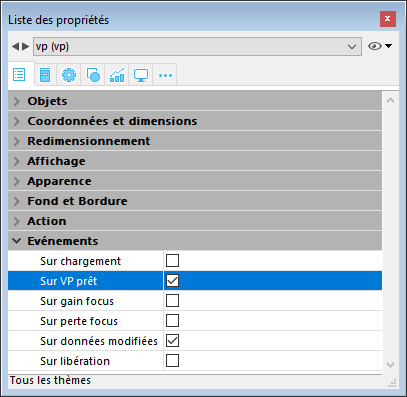 Liste des propriétés
vp (vp)
Objets
Coordonnées et dimensions
Redimensionnement
Affichage
Apparence
Fond et Bordure
Action
Evénements
Sur chargement
Sur VP prêt
Sur gain focus
Sur perte focus
Sur données modifiées
Sur libération
Tous les thèmes